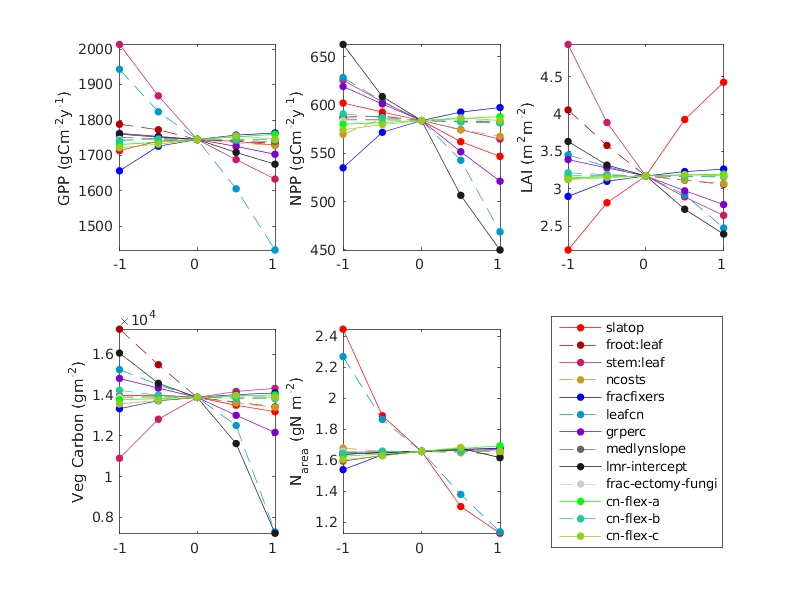 2000
1900
1800
1700
1600
1500
GPP (gCm⁻²y⁻¹)
-1 0 1
650
600
550
500
450
NPP (gCm⁻²y⁻¹)
-1 0 1
4.5
4
3.5
3
2.5
LAI (m²m⁻²)
-1 0 1
×10⁴
1.6
1.4
1.2
1
0.8
Veg Carbon (gm⁻²)
-1 0 1
2.4
2.2
2
1.8
1.6
1.4
1.2
N_area (gN m⁻²)
-1 0 1
slatop
froot:leaf
stem:leaf
ncosts
fracfixers
leafcn
grperc
medlynslope
lmr-intercept
frac-ectomy-fungi
cn-flex-a
cn-flex-b
cn-flex-c